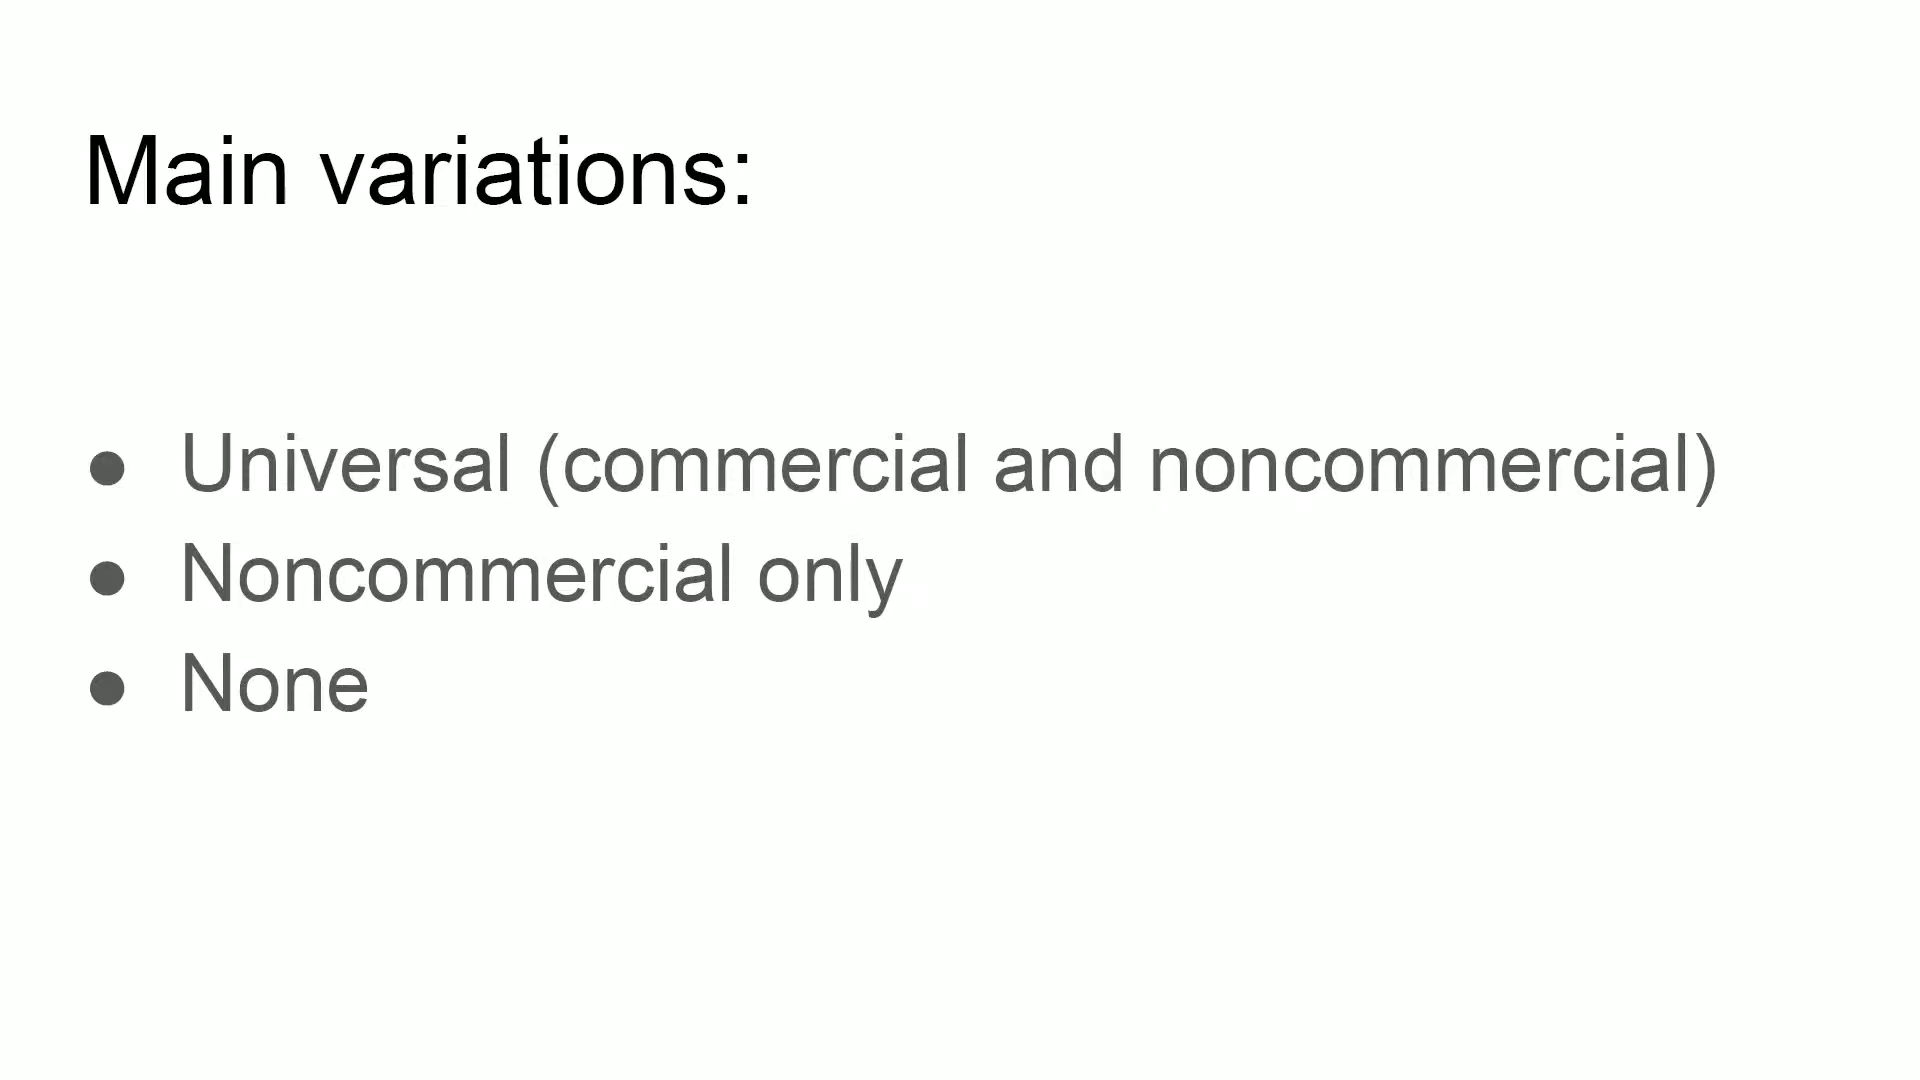 Main variations:
● Universal (commercial and noncommercial)
● Noncommercial only
● None